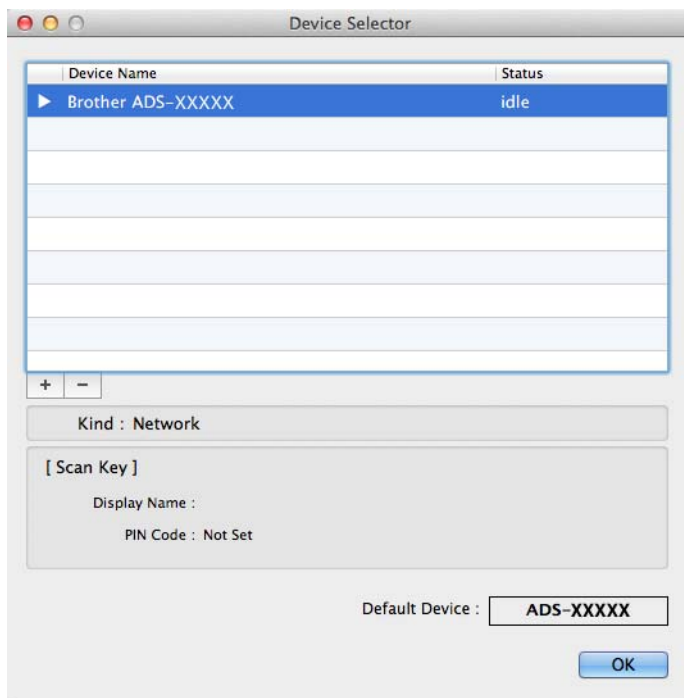 Device Selector
Device Name Status
Brother ADS-XXXXX idle
+ −
Kind : Network
[ Scan Key ]
Display Name :
PIN Code : Not Set
Default Device : ADS-XXXXX
OK